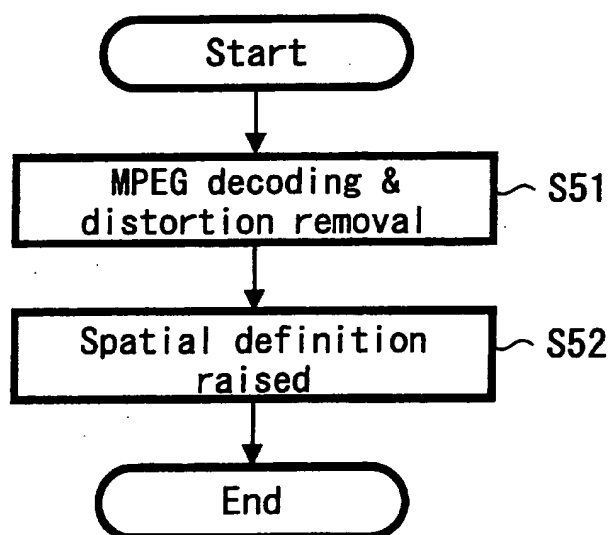 Start
MPEG decoding &
distortion removal
S51
Spatial definition
raised
S52
End